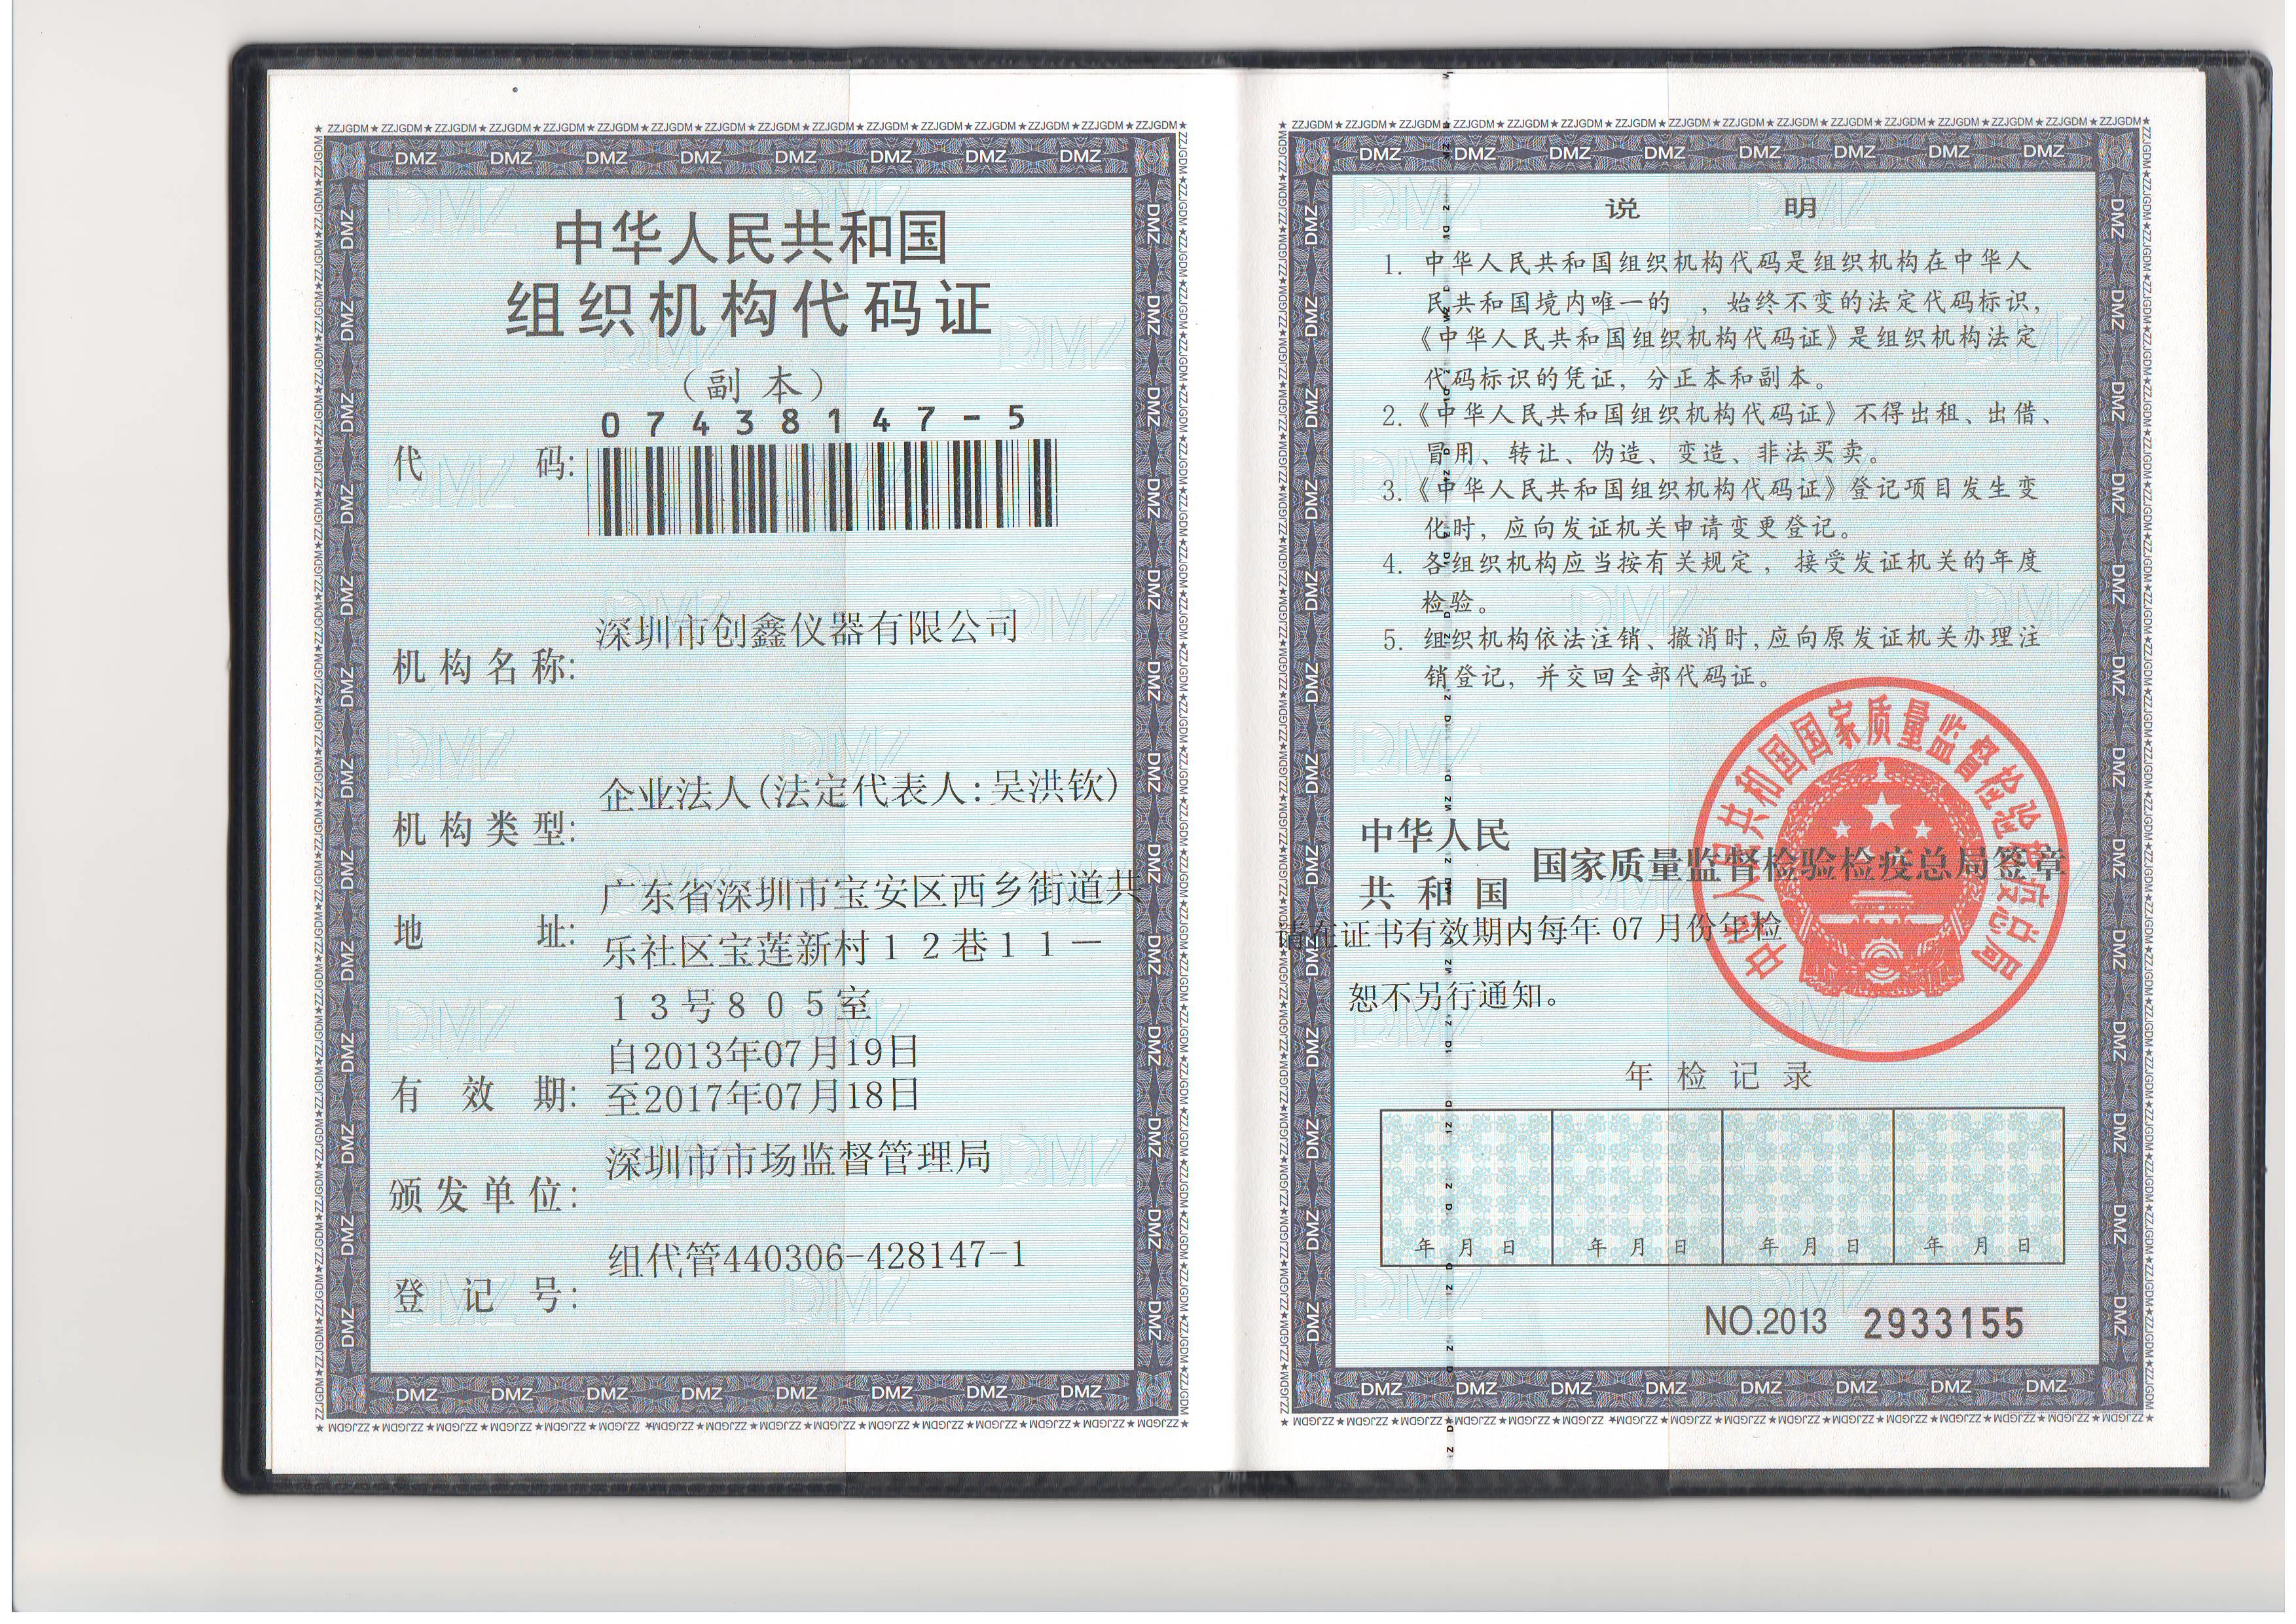 中华人民共和国
组织机构代码证
（副 本）
代 码:
07438147-5
机构名称:
深圳市创鑫仪器有限公司
机构类型:
企业法人(法定代表人:吴洪钦)
地 址:
广东省深圳市宝安区西乡街道共
乐社区宝莲新村１２巷１１－
１３号８０５室
有 效 期:
自2013年07月19日
至2017年07月18日
颁发单位:
深圳市市场监督管理局
登 记 号:
组代管440306-428147-1
说 明
1. 中华人民共和国组织机构代码是组织机构在中华人
民共和国境内唯一的 ，始终不变的法定代码标识，
《中华人民共和国组织机构代码证》是组织机构法定
代码标识的凭证，分正本和副本。
2.《中华人民共和国组织机构代码证》不得出租、出借、
冒用、转让、伪造、变造、非法买卖。
3.《中华人民共和国组织机构代码证》登记项目发生变
化时，应向发证机关申请变更登记。
4. 各组织机构应当按有关规定，接受发证机关的年度
检验。
5. 组织机构依法注销、撤消时,应向原发证机关办理注
销登记，并交回全部代码证。
中华人民共和国国家质量监督检验检疫总局
中华人民
共 和 国
国家质量监督检验检疫总局签章
请在证书有效期内每年 07 月份年检
恕不另行通知。
年 检 记 录
年 月 日 年 月 日 年 月 日 年 月 日
NO.2013 2933155